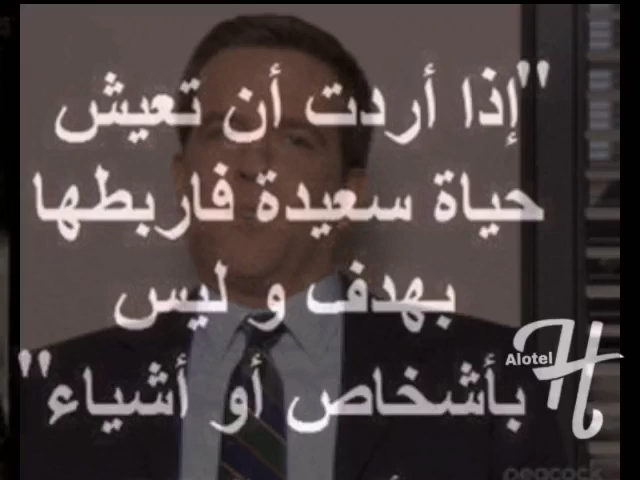 "إذا أردت أن تعيش
حياة سعيدة فاربطها
بهدف و ليس
بأشخاص أو أشياء"
Alotel H
peacock